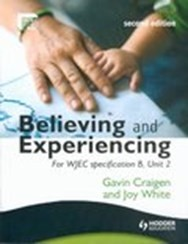 second edition
Believing and
Experiencing
For WJEC specification B, Unit 2
Gavin Craigen
and Joy White
HODDER
EDUCATION